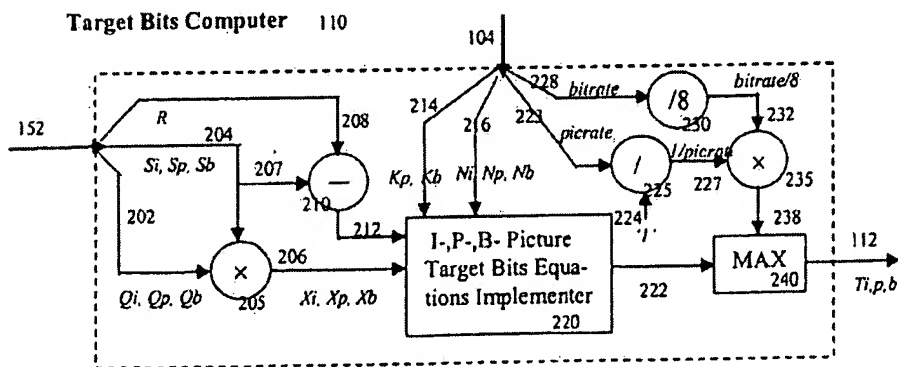 Target Bits Computer 110
104
152
R
208
214
216
228
223
bitrate
/8
230
bitrate/8
232
204
Si, Sp, Sb
207
—
210
Kp, Kb
Ni, Np, Nb
picrate
/
225
1/picrate
227
×
235
202
212
224
'1'
238
Qi, Qp, Qb
×
205
206
Xi, Xp, Xb
I-,P-,B- Picture
Target Bits Equa-
tions Implementer
220
222
MAX
240
112
Ti,p,b